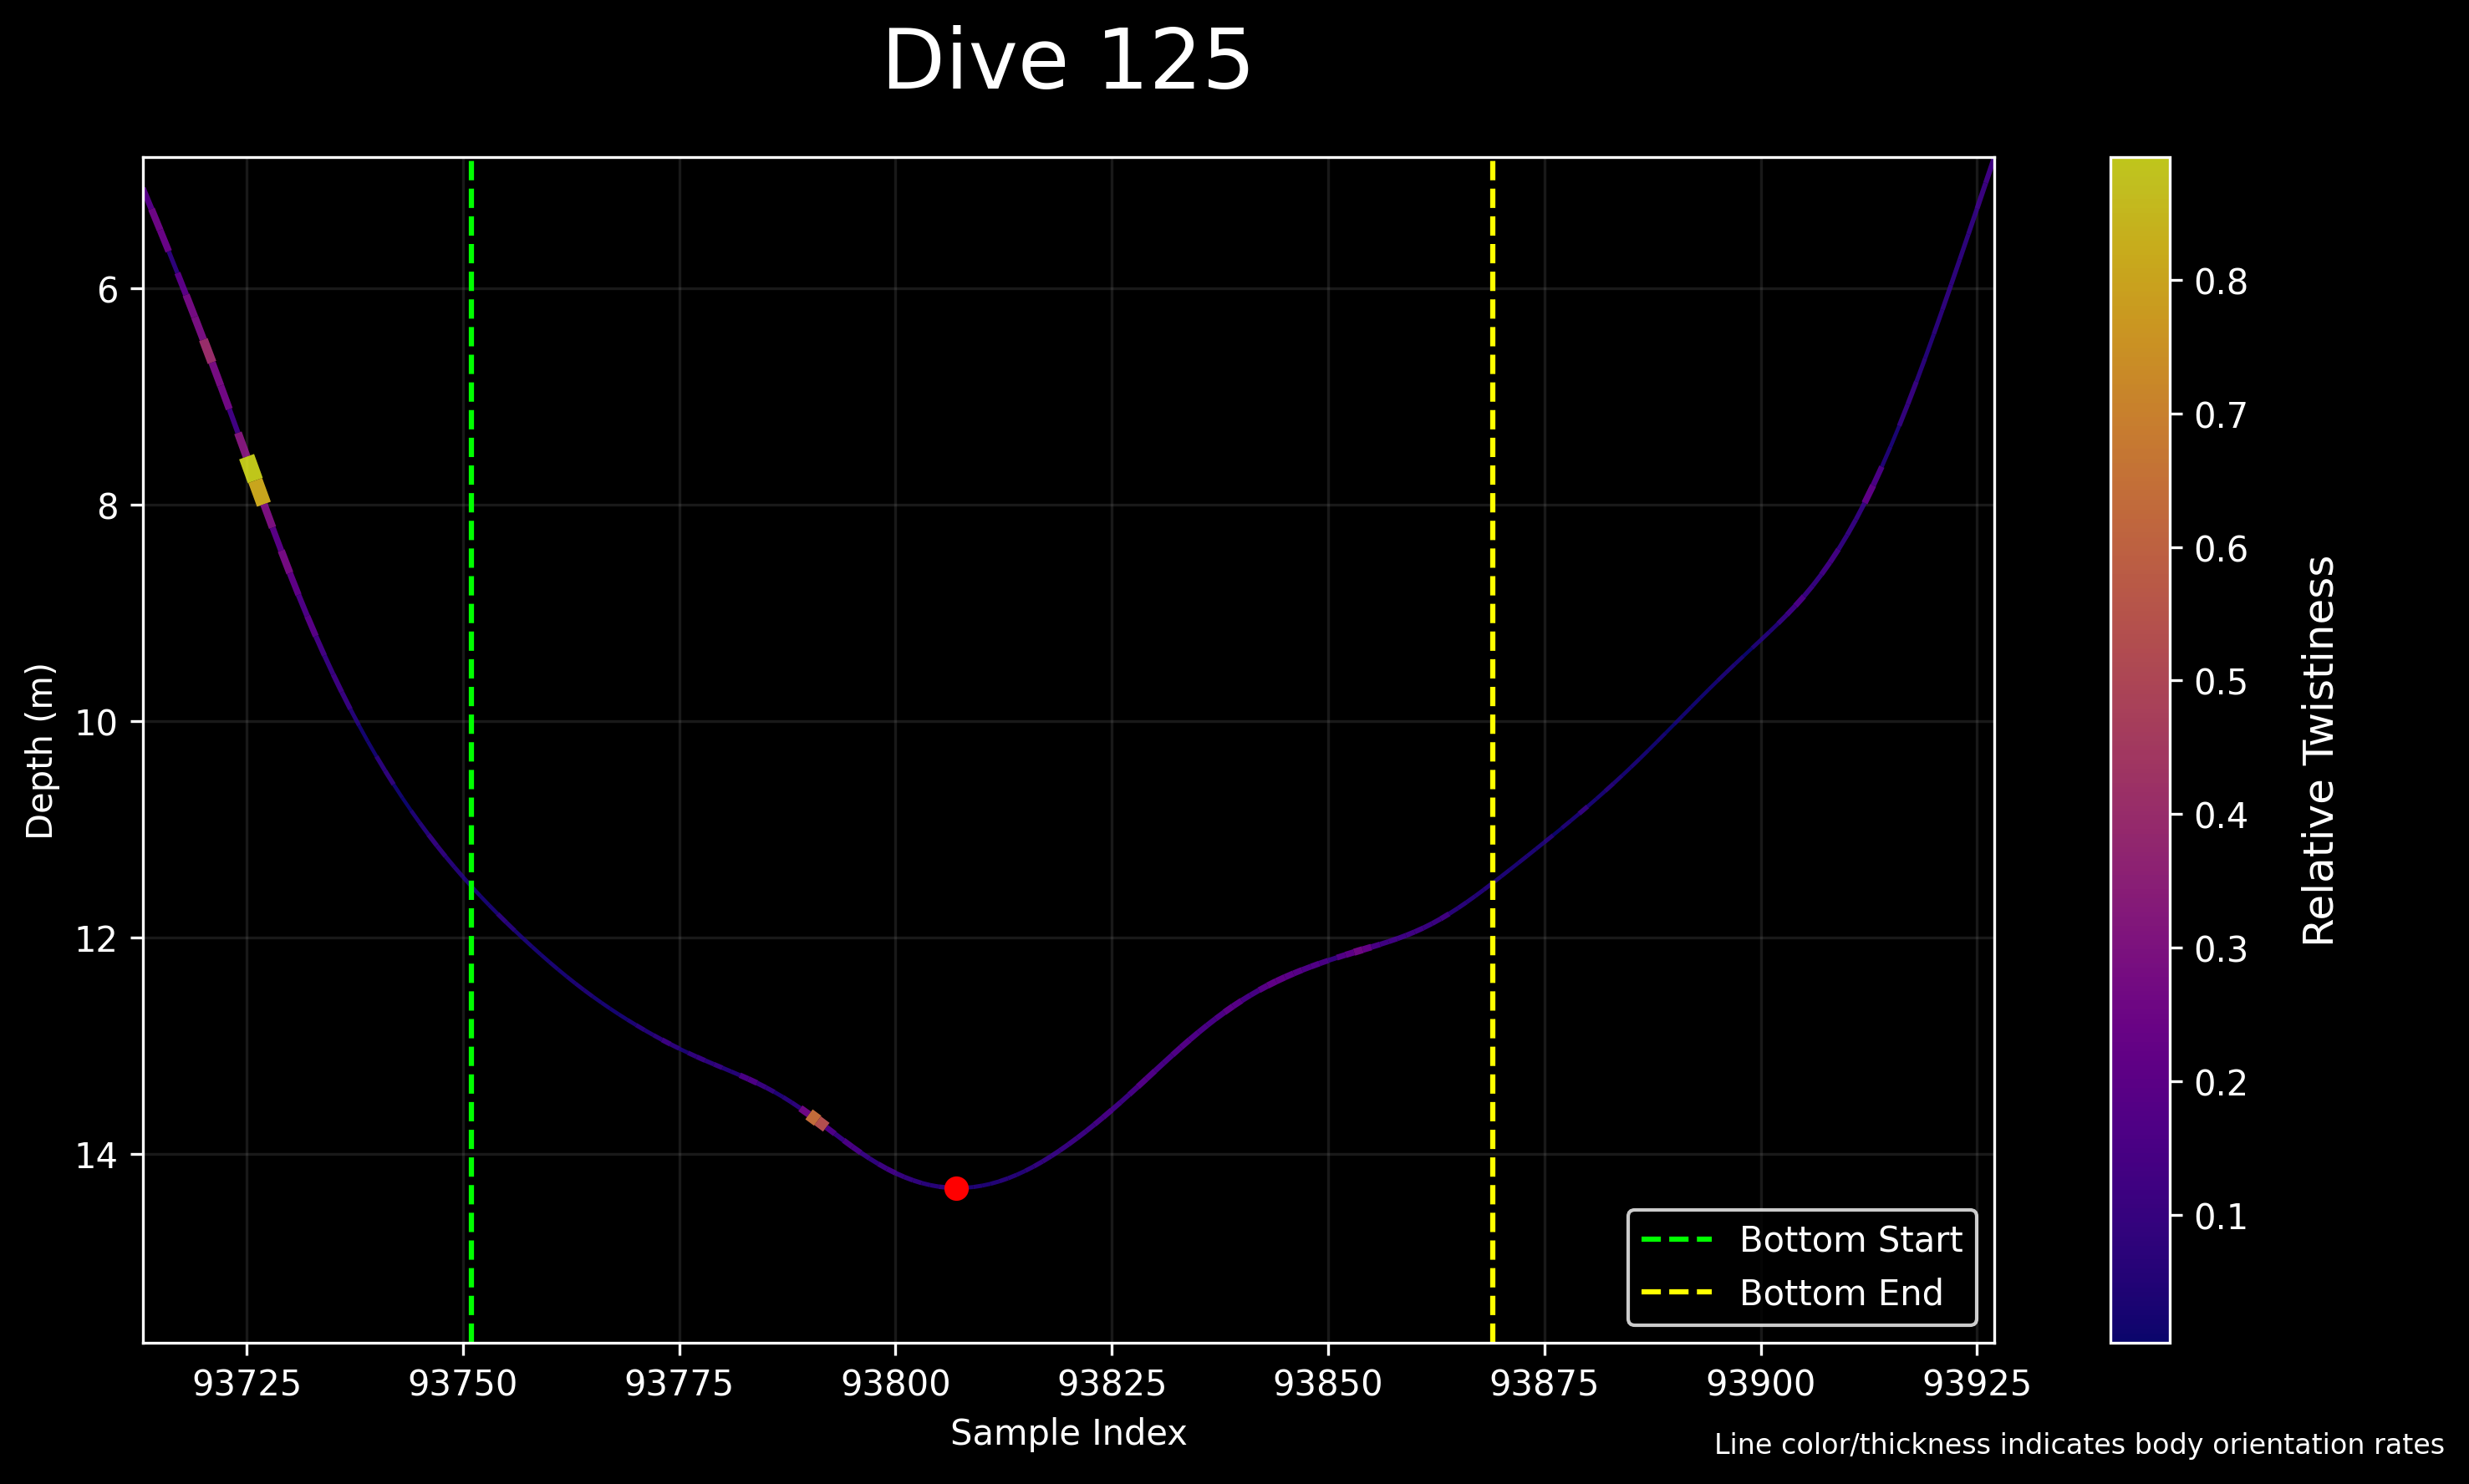 Dive 125
Depth (m)
6
8
10
12
14
93725 93750 93775 93800 93825 93850 93875 93900 93925
Sample Index
Bottom Start
Bottom End
0.8
0.7
0.6
0.5
0.4
0.3
0.2
0.1
Relative Twistiness
Line color/thickness indicates body orientation rates